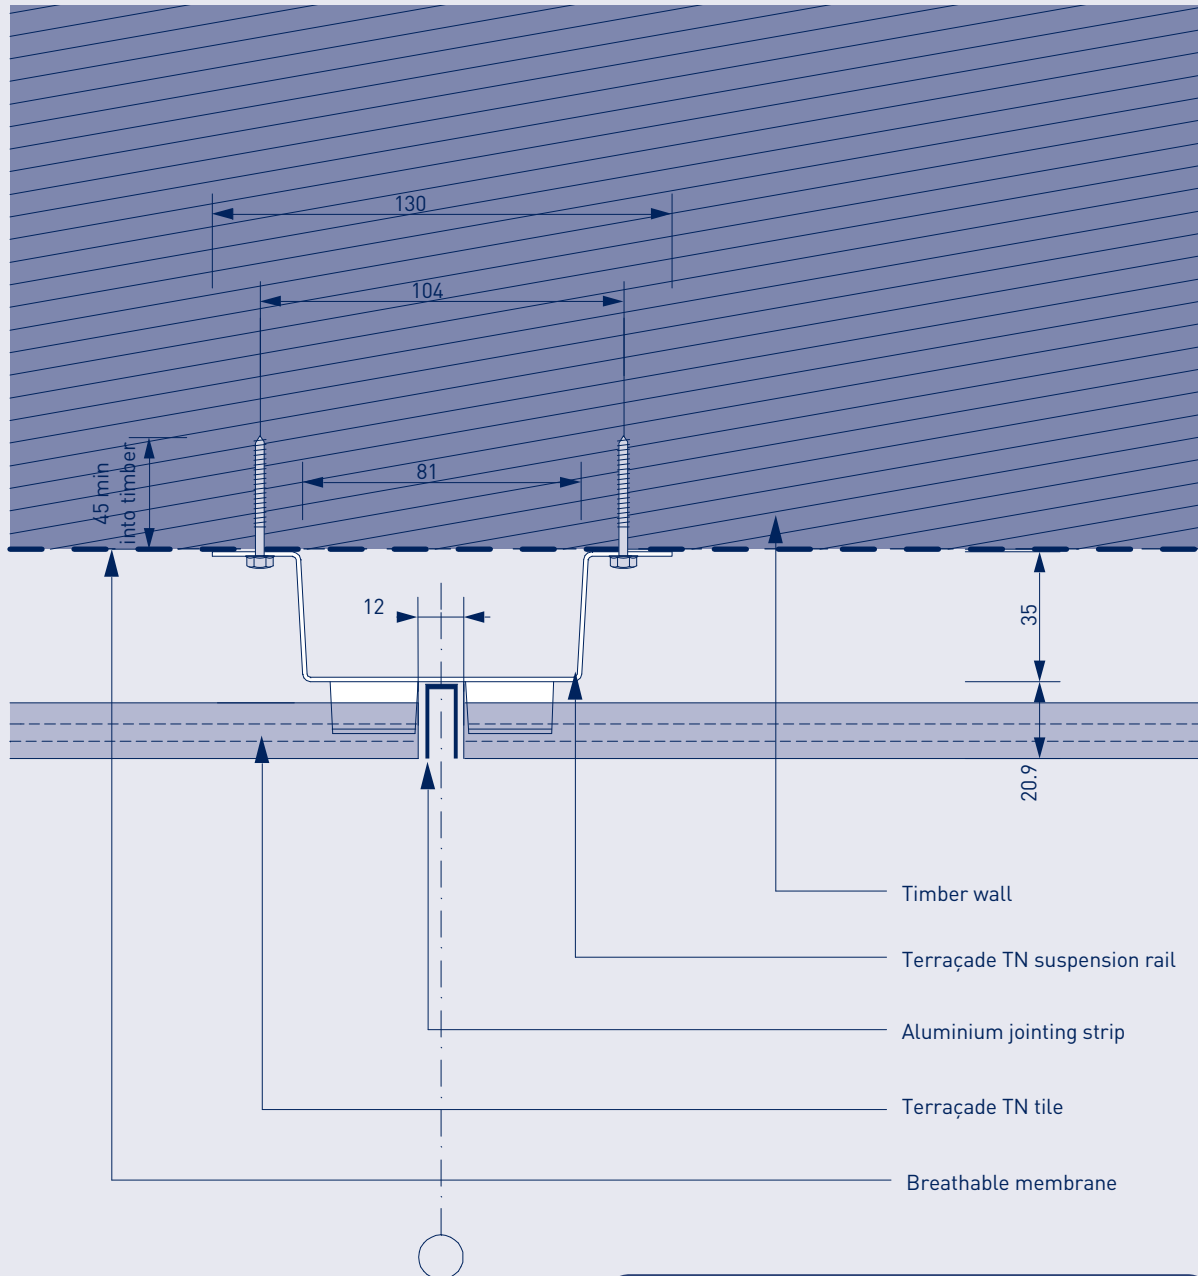 130
104
45 min
into timber
81
12
35
20.9
Timber wall
Terraçade TN suspension rail
Aluminium jointing strip
Terraçade TN tile
Breathable membrane